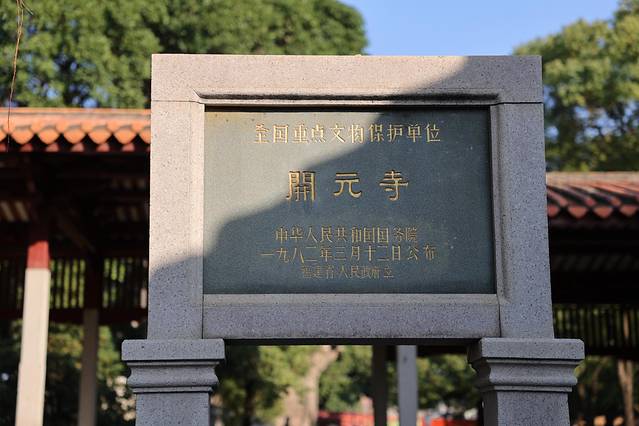 全国重点文物保护单位
開元寺
中华人民共和国国务院
一九八二年三月十二日公布
福建省人民政府立